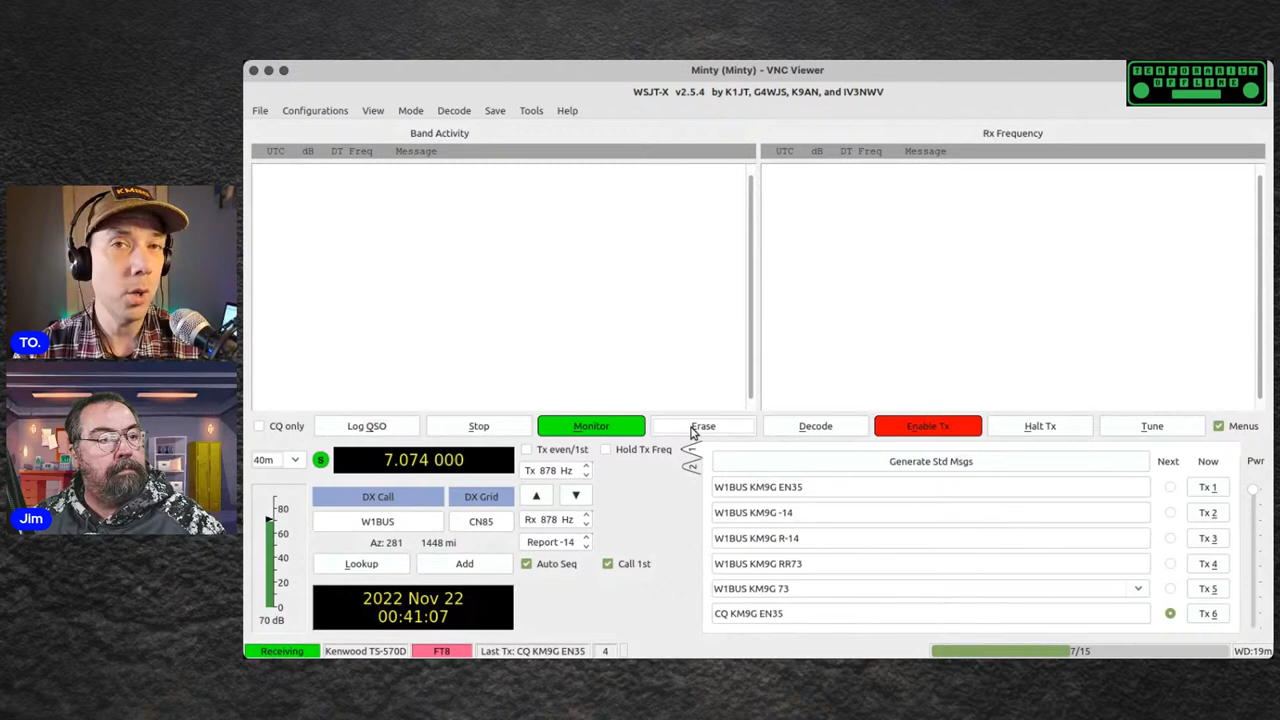 Minty (Minty) - VNC Viewer
TEMPORARILY
OFFLINE
WSJT-X v2.5.4 by K1JT, G4WJS, K9AN, and IV3NWV
File Configurations View Mode Decode Save Tools Help
Band Activity Rx Frequency
UTC dB DT Freq Message UTC dB DT Freq Message
KM9G
TO.
Jim
CQ only Log QSO Stop Monitor Erase Decode Enable Tx Halt Tx Tune Menus
40m S 7.074 000 Tx even/1st Hold Tx Freq 1 2
Generate Std Msgs Next Now Pwr
Tx 878 Hz
DX Call DX Grid ▲ ▼ W1BUS KM9G EN35 Tx 1
W1BUS CN85 Rx 878 Hz W1BUS KM9G -14 Tx 2
Az: 281 1448 mi Report -14 W1BUS KM9G R-14 Tx 3
Lookup Add Auto Seq Call 1st W1BUS KM9G RR73 Tx 4
80
60
40
20
0
70 dB
2022 Nov 22
00:41:07
W1BUS KM9G 73 Tx 5
CQ KM9G EN35 Tx 6
Receiving Kenwood TS-570D FT8 Last Tx: CQ KM9G EN35 4 7/15 WD:19m